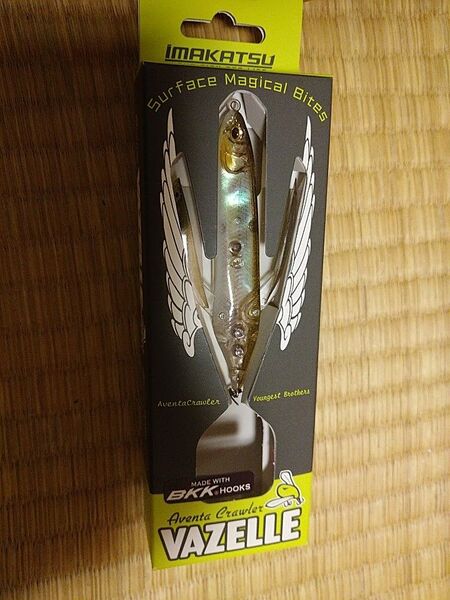 IMAKATSU
Surface Magical Bites
AventaCrawler
Youngest Brothers
MADE WITH
BKK HOOKS
Aventa Crawler
VAZELLE